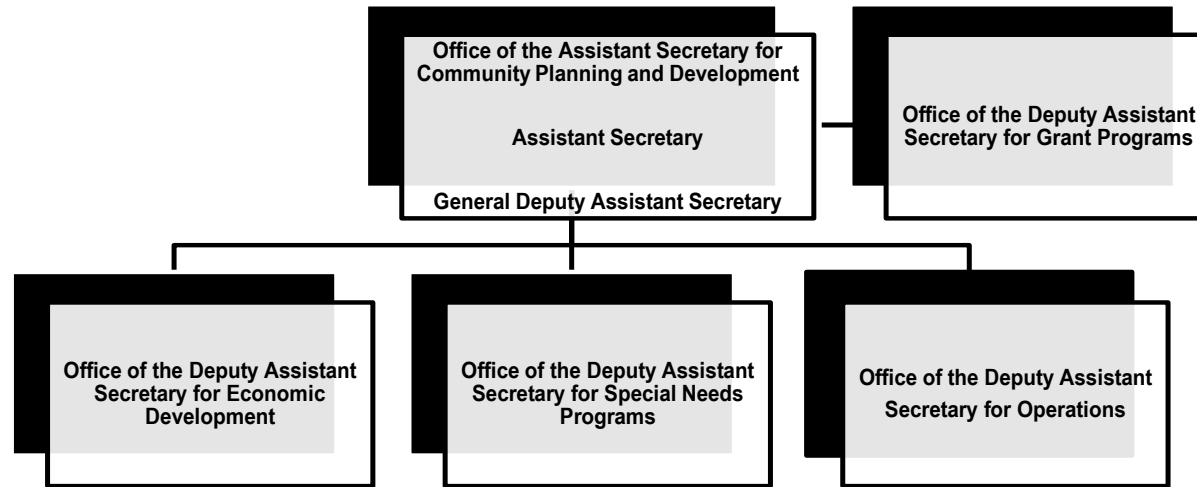 Office of the Assistant Secretary for
Community Planning and Development
Assistant Secretary
General Deputy Assistant Secretary
Office of the Deputy Assistant
Secretary for Grant Programs
Office of the Deputy Assistant
Secretary for Economic
Development
Office of the Deputy Assistant
Secretary for Special Needs
Programs
Office of the Deputy Assistant
Secretary for Operations